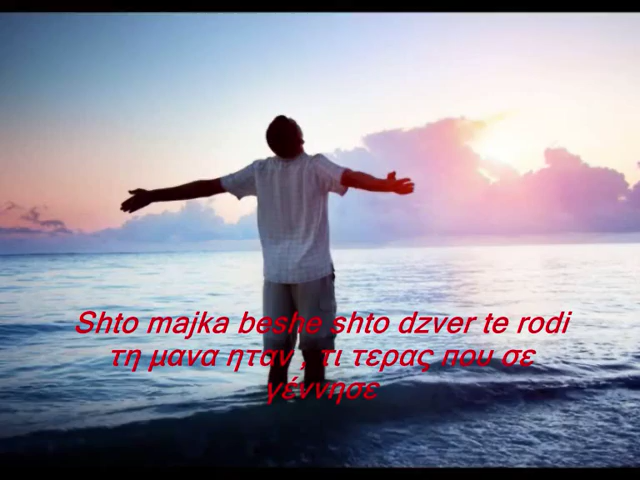 Shto majka beshe shto dzver te rodi
τη μανα ηταν , τι τερας που σε
γέννησε